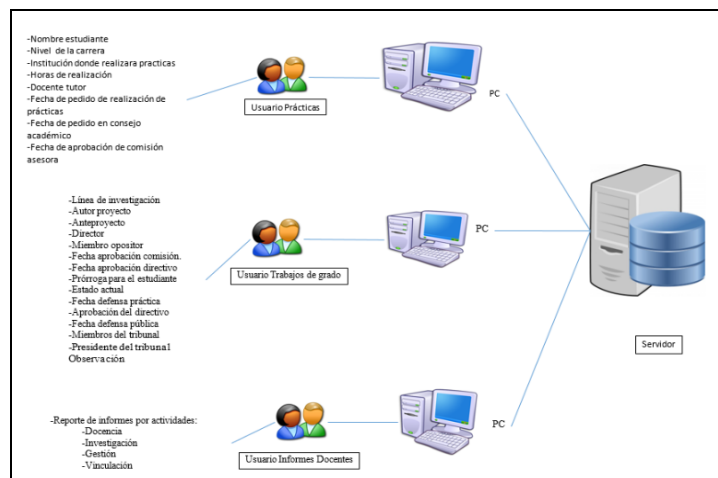 -Nombre estudiante
-Nivel de la carrera
-Institución donde realizara practicas
-Horas de realización
-Docente tutor
-Fecha de pedido de realización de
prácticas
-Fecha de pedido en consejo
académico
-Fecha de aprobación de comisión
asesora
Usuario Prácticas
PC
-Línea de investigación
-Autor proyecto
-Anteproyecto
-Director
-Miembro opositor
-Fecha aprobación comisión.
-Fecha aprobación directivo
-Prórroga para el estudiante
-Estado actual
-Fecha defensa práctica
-Aprobación del directivo
-Fecha defensa pública
-Miembros del tribunal
-Presidente del tribunal
Observación
Usuario Trabajos de grado
PC
Servidor
-Reporte de informes por actividades:
-Docencia
-Investigación
-Gestión
-Vinculación
Usuario Informes Docentes
PC